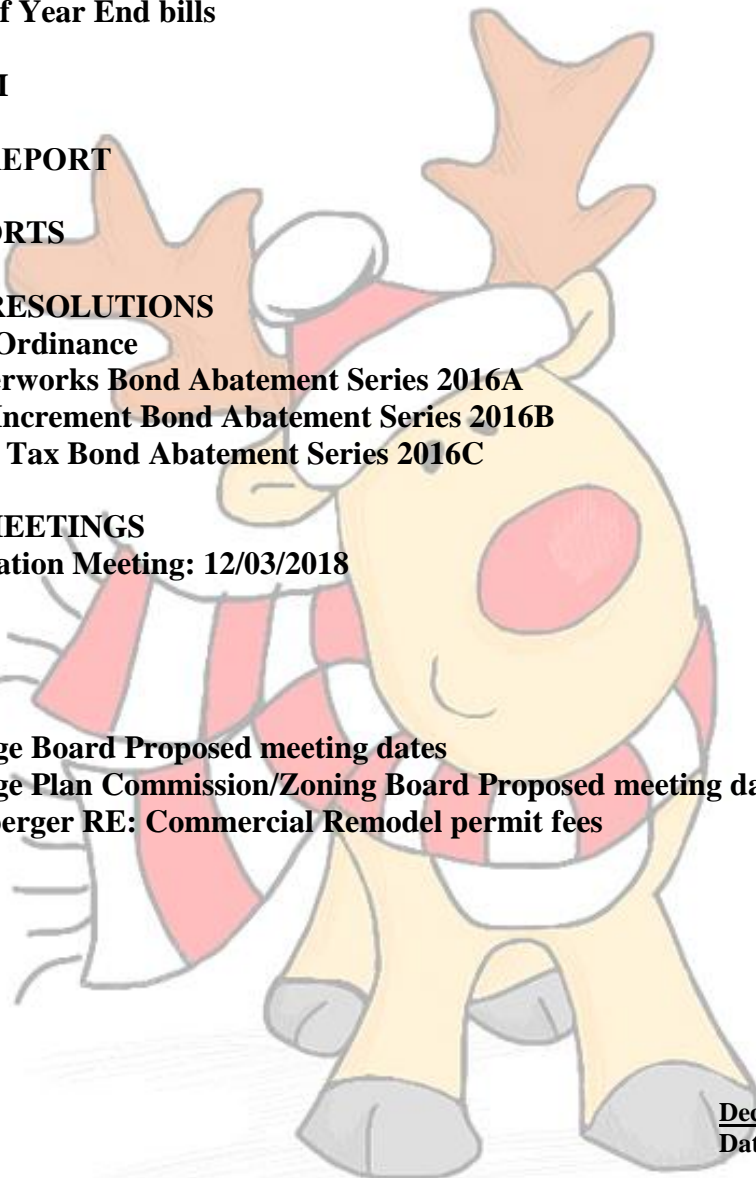 f Year End bills
I
EPORT
ORTS
RESOLUTIONS
Ordinance
erworks Bond Abatement Series 2016A
Increment Bond Abatement Series 2016B
Tax Bond Abatement Series 2016C
MEETINGS
ation Meeting: 12/03/2018
ge Board Proposed meeting dates
ge Plan Commission/Zoning Board Proposed meeting da
berger RE: Commercial Remodel permit fees
Dec
Dat